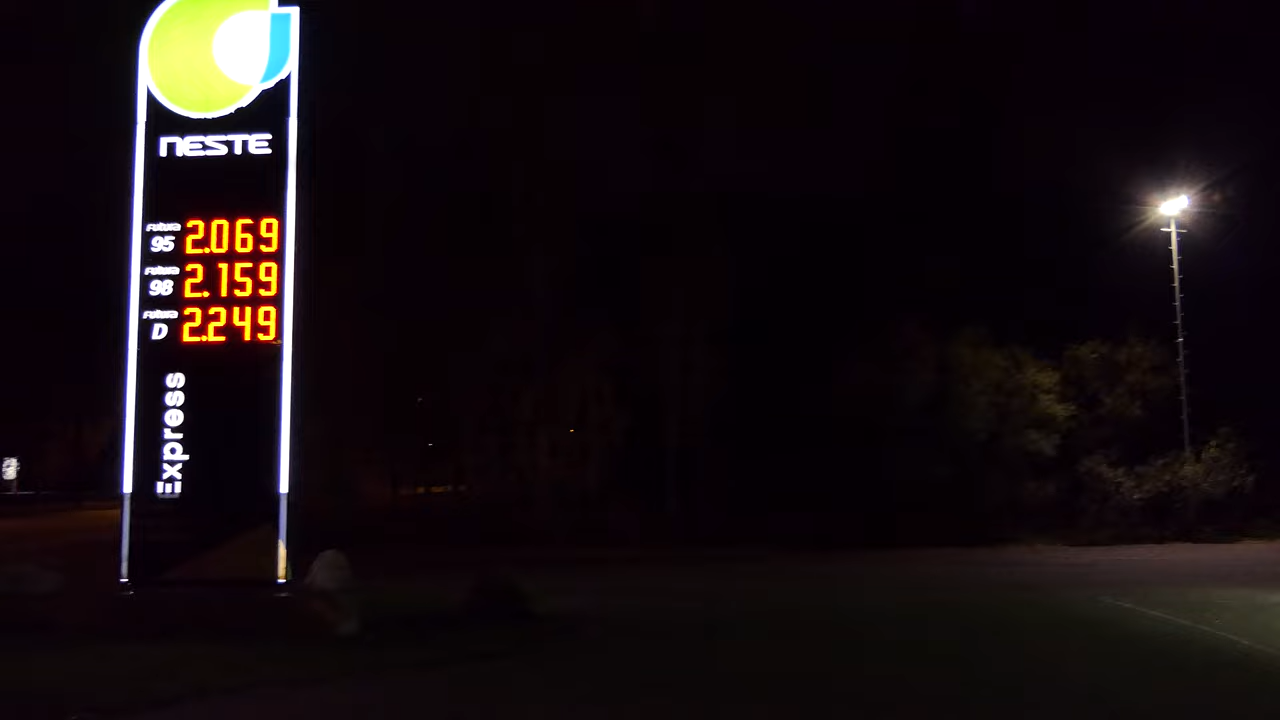 NESTE
Futura 95 2.069
Futura 98 2.159
Futura D 2.249
Express